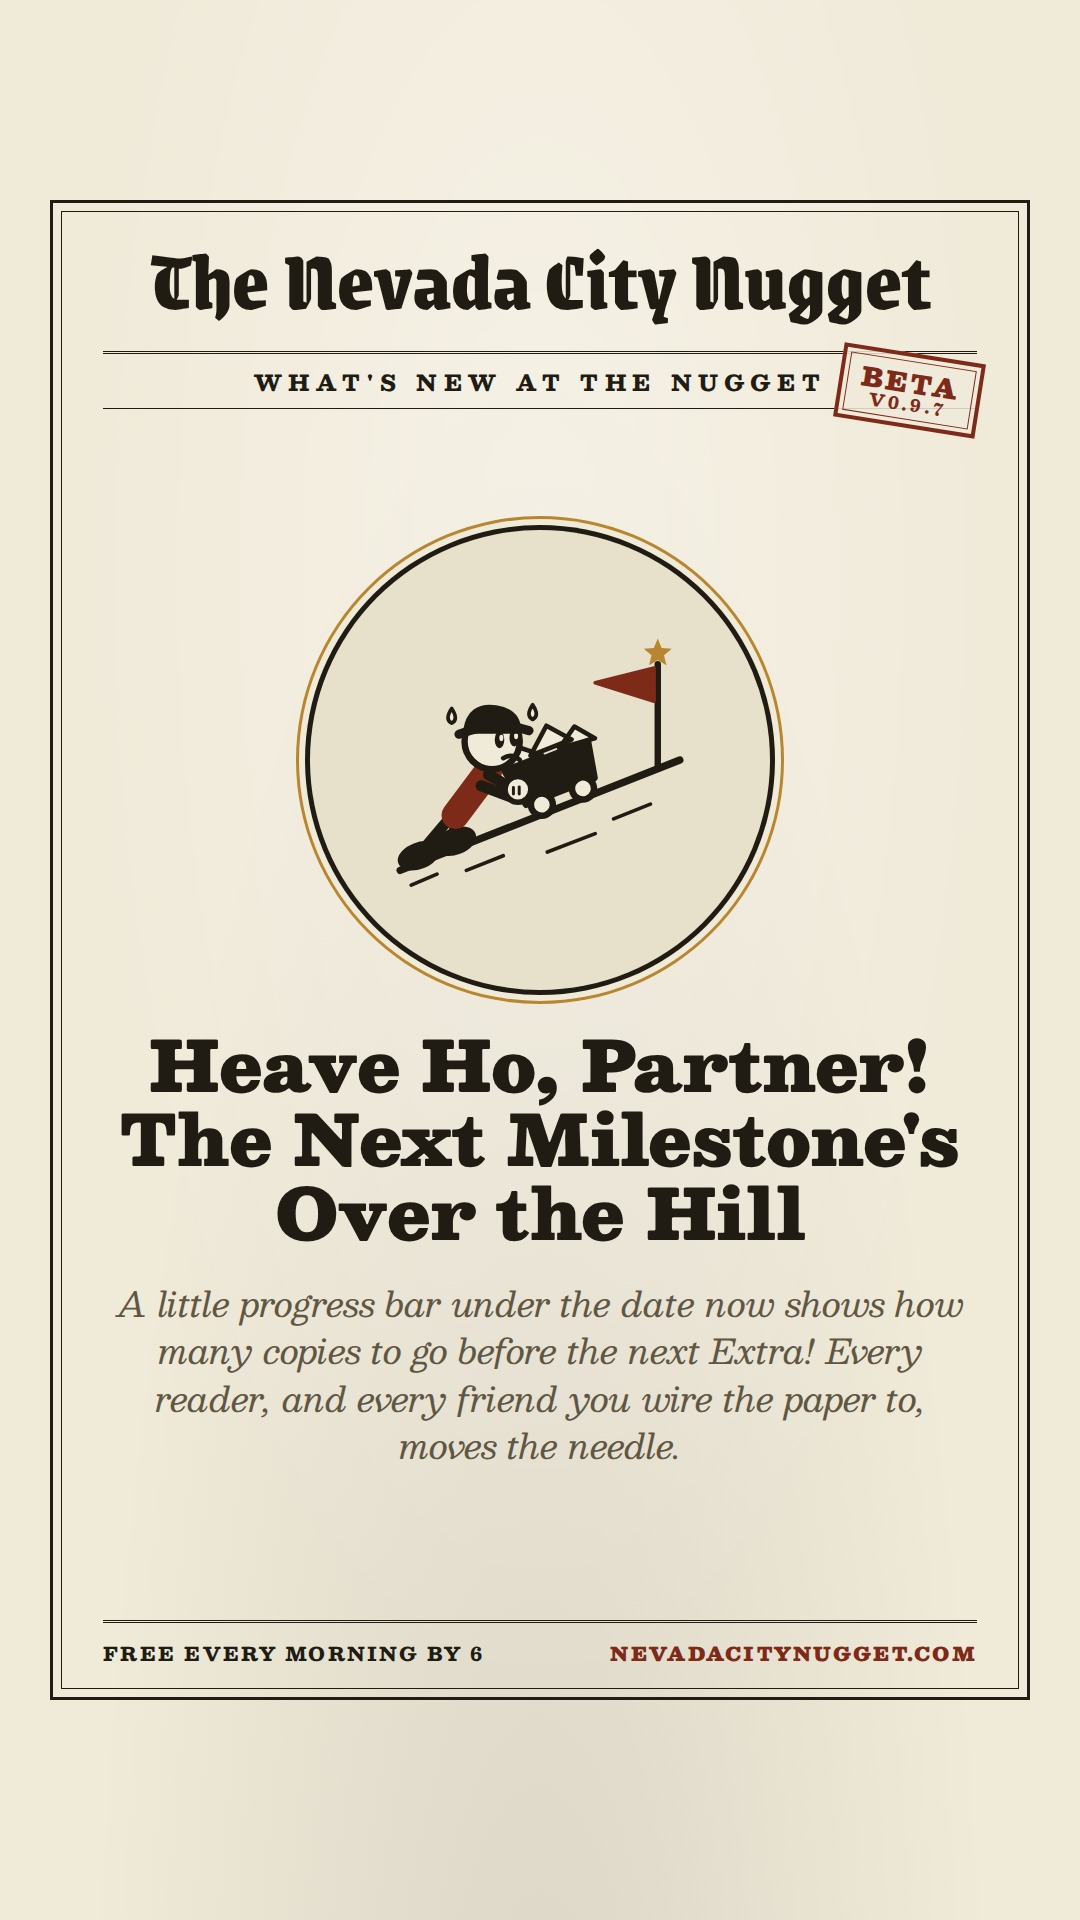 The Nevada City Nugget
WHAT'S NEW AT THE NUGGET
BETA
V0.9.7
Heave Ho, Partner!
The Next Milestone's
Over the Hill
A little progress bar under the date now shows how
many copies to go before the next Extra! Every
reader, and every friend you wire the paper to,
moves the needle.
FREE EVERY MORNING BY 6
NEVADACITYNUGGET.COM